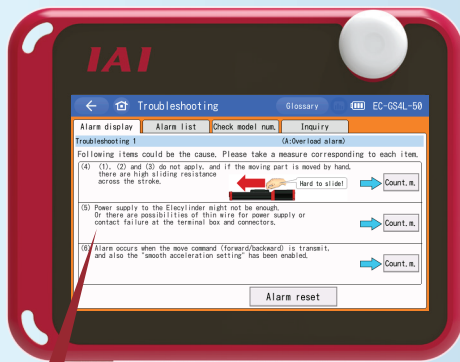 IAI
Troubleshooting
Glossary
EC-GS4L-50
Alarm display
Alarm list
Check model num.
Inquiry
Troubleshooting 1
(A:Overload alarm)
Following items could be the cause. Please take a measure corresponding to each item.
(4) (1), (2) and (3) do not apply, and if the moving part is moved by hand,
there are high sliding resistance
across the stroke.
Hard to slide!
Count.m.
(5) Power supply to the Elecylinder might not be enough.
Or there are possibilities of thin wire for power supply or
contact failure at the terminal box and connectors.
Count.m.
(6) Alarm occurs when the move command (forward/backward) is transmit,
and also the "smooth acceleration setting" has been enabled.
Count.m.
Alarm reset